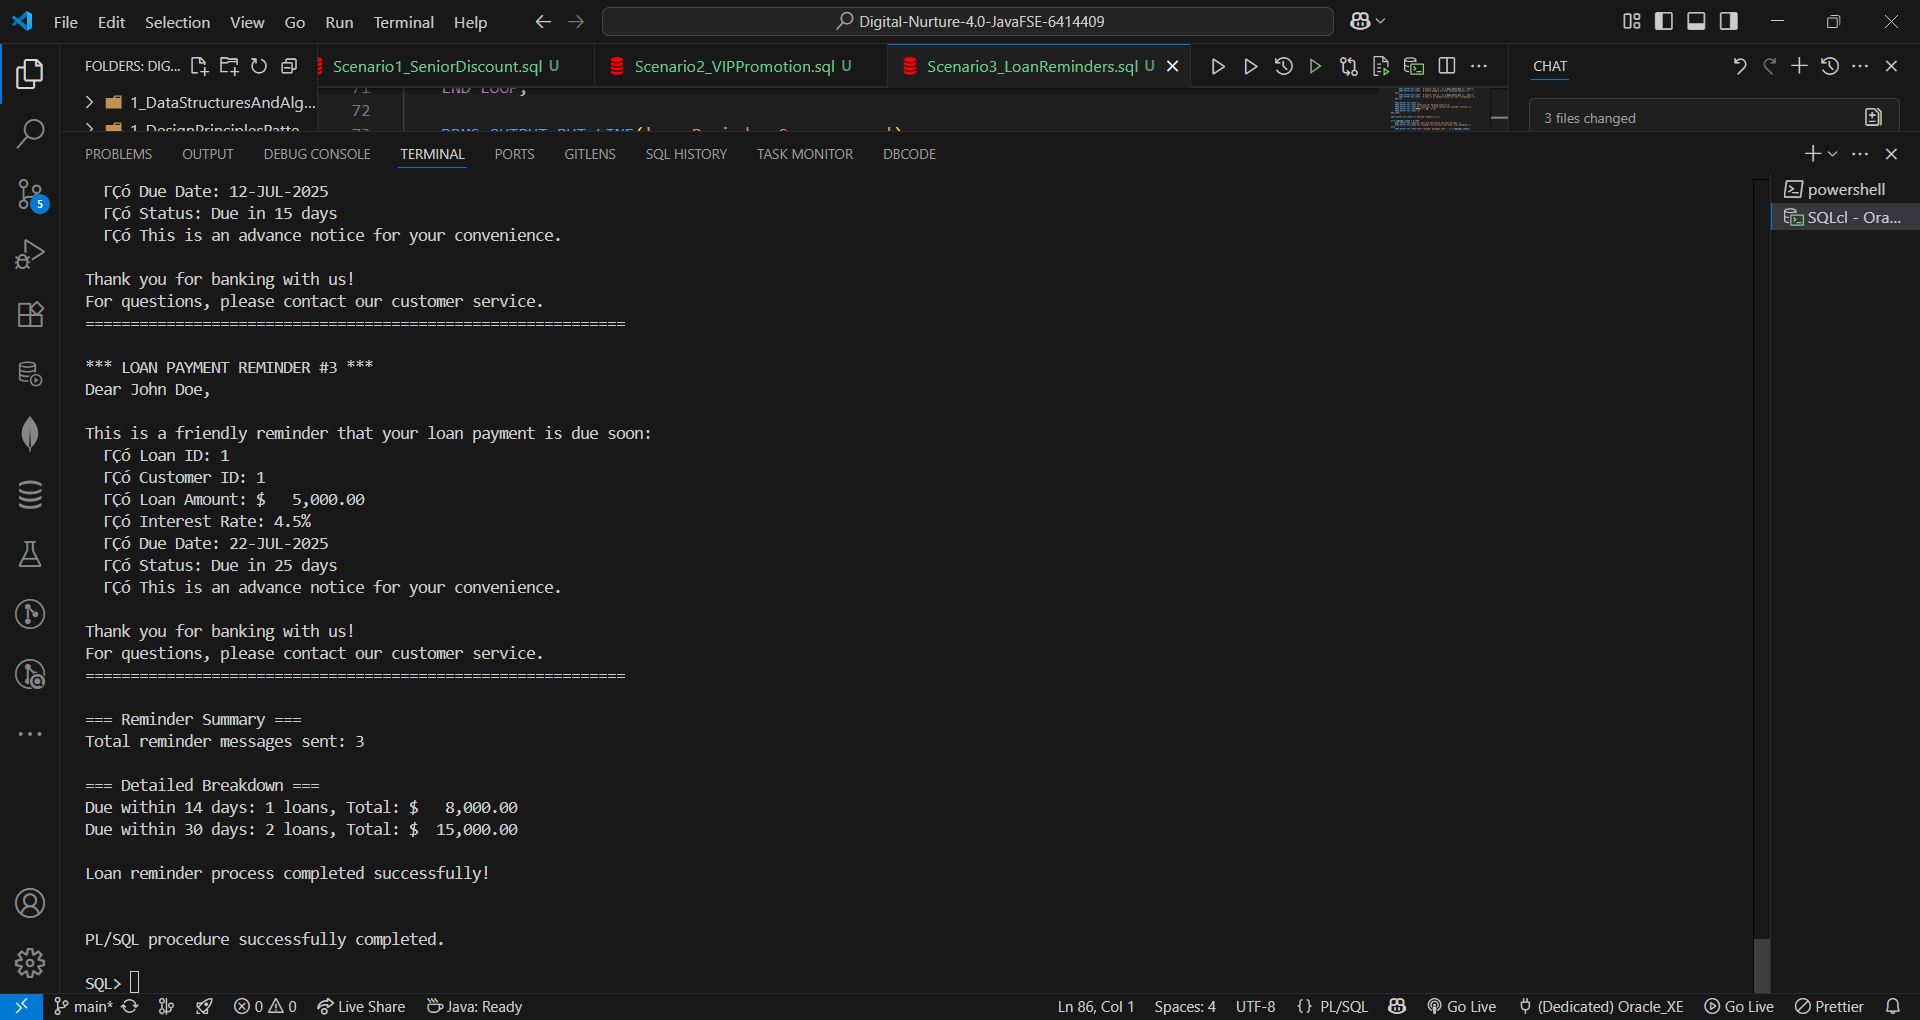 File Edit Selection View Go Run Terminal Help
Digital-Nurture-4.0-JavaFSE-6414409
FOLDERS: DIG...
Scenario1_SeniorDiscount.sql U
Scenario2_VIPPromotion.sql U
Scenario3_LoanReminders.sql U
CHAT
1_DataStructuresAndAlg...
1_DesignPrinciplesPatte...
71 END LOOP;
72
3 files changed
PROBLEMS OUTPUT DEBUG CONSOLE TERMINAL PORTS GITLENS SQL HISTORY TASK MONITOR DBCODE
powershell
SQLcl - Ora...
ΓÇó Due Date: 12-JUL-2025
ΓÇó Status: Due in 15 days
ΓÇó This is an advance notice for your convenience.
Thank you for banking with us!
For questions, please contact our customer service.
============================================================
*** LOAN PAYMENT REMINDER #3 ***
Dear John Doe,
This is a friendly reminder that your loan payment is due soon:
ΓÇó Loan ID: 1
ΓÇó Customer ID: 1
ΓÇó Loan Amount: $   5,000.00
ΓÇó Interest Rate: 4.5%
ΓÇó Due Date: 22-JUL-2025
ΓÇó Status: Due in 25 days
ΓÇó This is an advance notice for your convenience.
Thank you for banking with us!
For questions, please contact our customer service.
============================================================
=== Reminder Summary ===
Total reminder messages sent: 3
=== Detailed Breakdown ===
Due within 14 days: 1 loans, Total: $   8,000.00
Due within 30 days: 2 loans, Total: $  15,000.00
Loan reminder process completed successfully!
PL/SQL procedure successfully completed.
SQL>
5
main* 0 0 Live Share Java: Ready
Ln 86, Col 1 Spaces: 4 UTF-8 {} PL/SQL Go Live (Dedicated) Oracle_XE Go Live Prettier